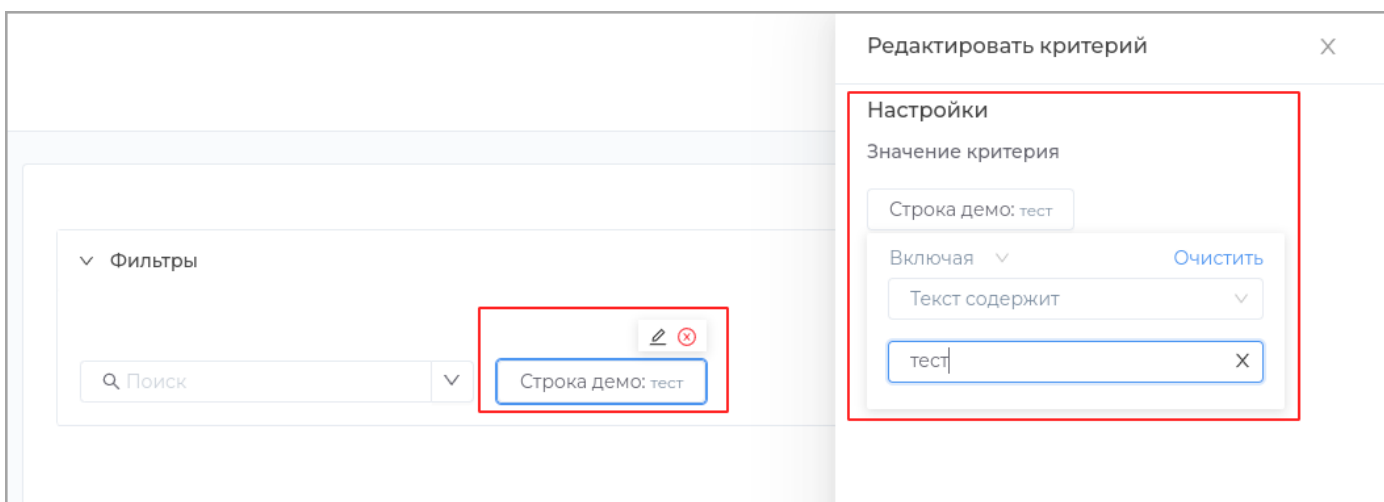 Редактировать критерий
Настройки
Значение критерия
Строка демо: тест
Включая
Очистить
Текст содержит
тест
Фильтры
Поиск
Строка демо: тест